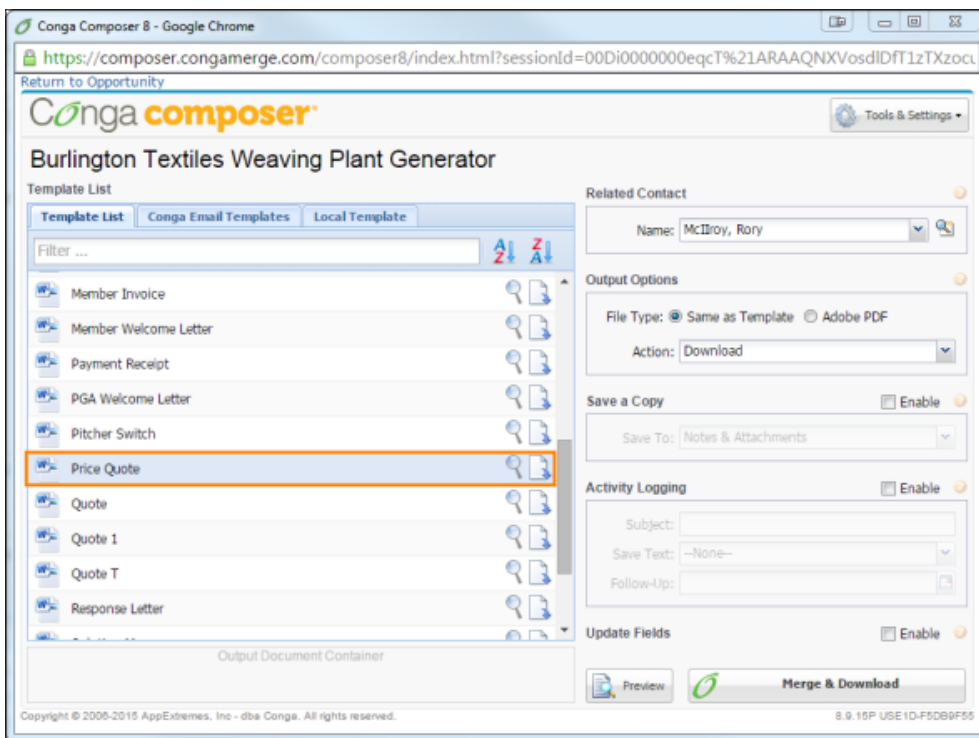 Conga Composer 8 - Google Chrome
https://composer.congamerge.com/composer8/index.html?sessionId=00Di0000000eqcT%21ARAAQNXVosdlDfT1zTXzocu
Return to Opportunity
Conga composer
Tools & Settings
Burlington Textiles Weaving Plant Generator
Template List
Template List Conga Email Templates Local Template
Filter ...
A Z Z A
Member Invoice
Member Welcome Letter
Payment Receipt
PGA Welcome Letter
Pitcher Switch
Price Quote
Quote
Quote 1
Quote T
Response Letter
Output Document Container
Related Contact
Name: McIlroy, Rory
Output Options
File Type: Same as Template Adobe PDF
Action: Download
Save a Copy Enable
Save To: Notes & Attachments
Activity Logging Enable
Subject:
Save Text: --None--
Follow-Up:
Update Fields Enable
Preview Merge & Download
Copyright © 2006-2015 AppExtremes, Inc - dba Conga. All rights reserved.
8.9.15P USE1D-F5DB9F55